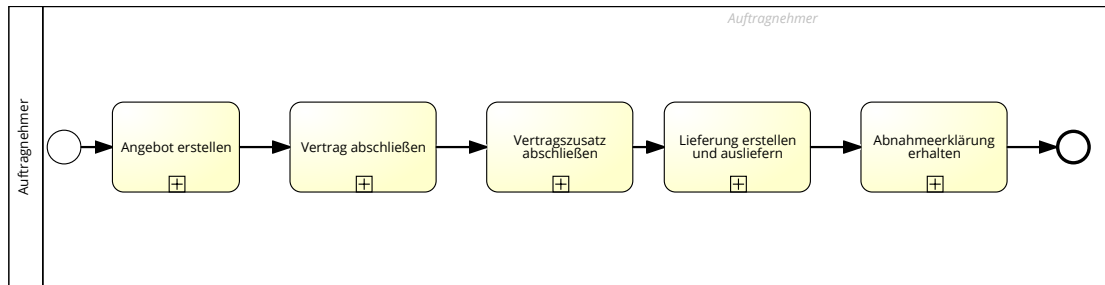 Auftragnehmer
Auftragnehmer
Angebot erstellen
Vertrag abschließen
Vertragszusatz
abschließen
Lieferung erstellen
und ausliefern
Abnahmeerklärung
erhalten